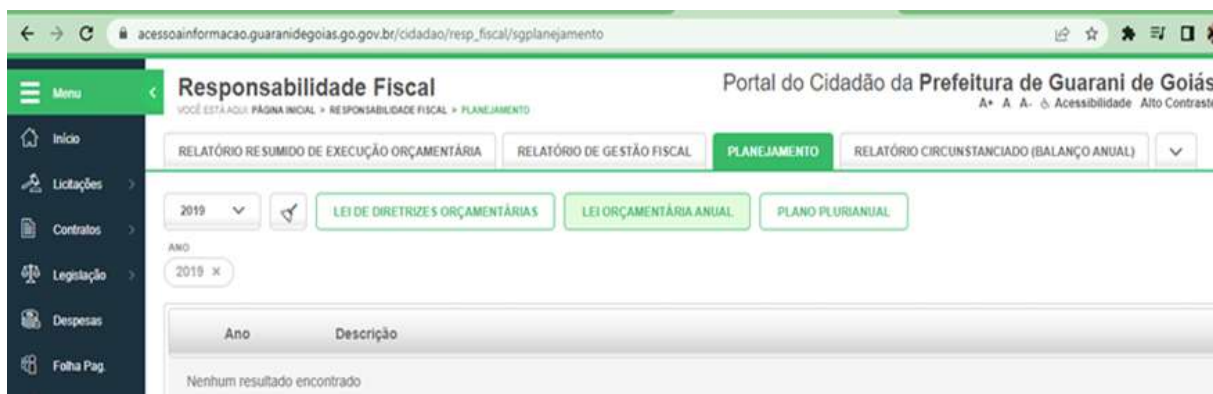 acessoainformacao.guaranidegoias.go.gov.br/cidadao/resp_fiscal/sgplanejamento
Menu
Responsabilidade Fiscal
Portal do Cidadão da Prefeitura de Guarani de Goiás
VOCÊ ESTÁ AQUI: PÁGINA INICAL > RESPONSABILIDADE FISCAL > PLANEJAMENTO
A+ A A- Acessibilidade Alto Contraste
Início
RELATÓRIO RESUMIDO DE EXECUÇÃO ORÇAMENTÁRIA
RELATÓRIO DE GESTÃO FISCAL
PLANEJAMENTO
RELATÓRIO CIRCUNSTANCIADO (BALANÇO ANUAL)
Licitações
2019
LEI DE DIRETRIZES ORÇAMENTÁRIAS
LEI ORÇAMENTÁRIA ANUAL
PLANO PLURIANUAL
Contratos
ANO
2019 ×
Legislação
Despesas
Ano
Descrição
Folha Pag.
Nenhum resultado encontrado